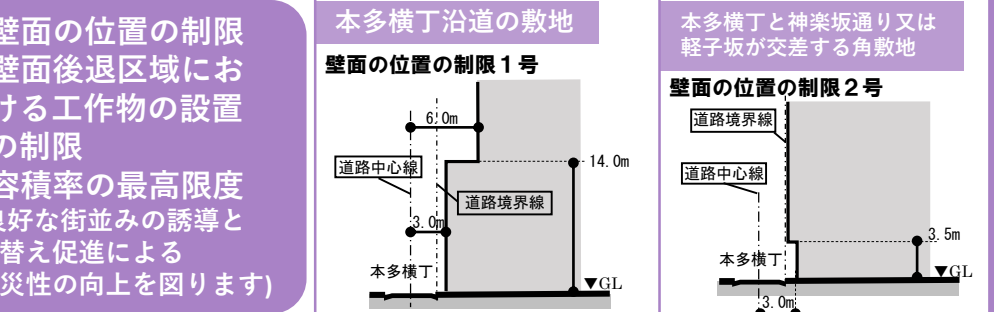 壁面の位置の制限
壁面後退区域にお
ける工作物の設置
の制限
容積率の最高限度
良好な街並みの誘導と
替え促進による
災性の向上を図ります)
本多横丁沿道の敷地
壁面の位置の制限1号
6.0m
道路中心線
14.0m
道路境界線
3.0m
本多横丁
▼GL
本多横丁と神楽坂通り又は
軽子坂が交差する角敷地
壁面の位置の制限2号
道路境界線
道路中心線
3.5m
本多横丁
▼GL
3.0m